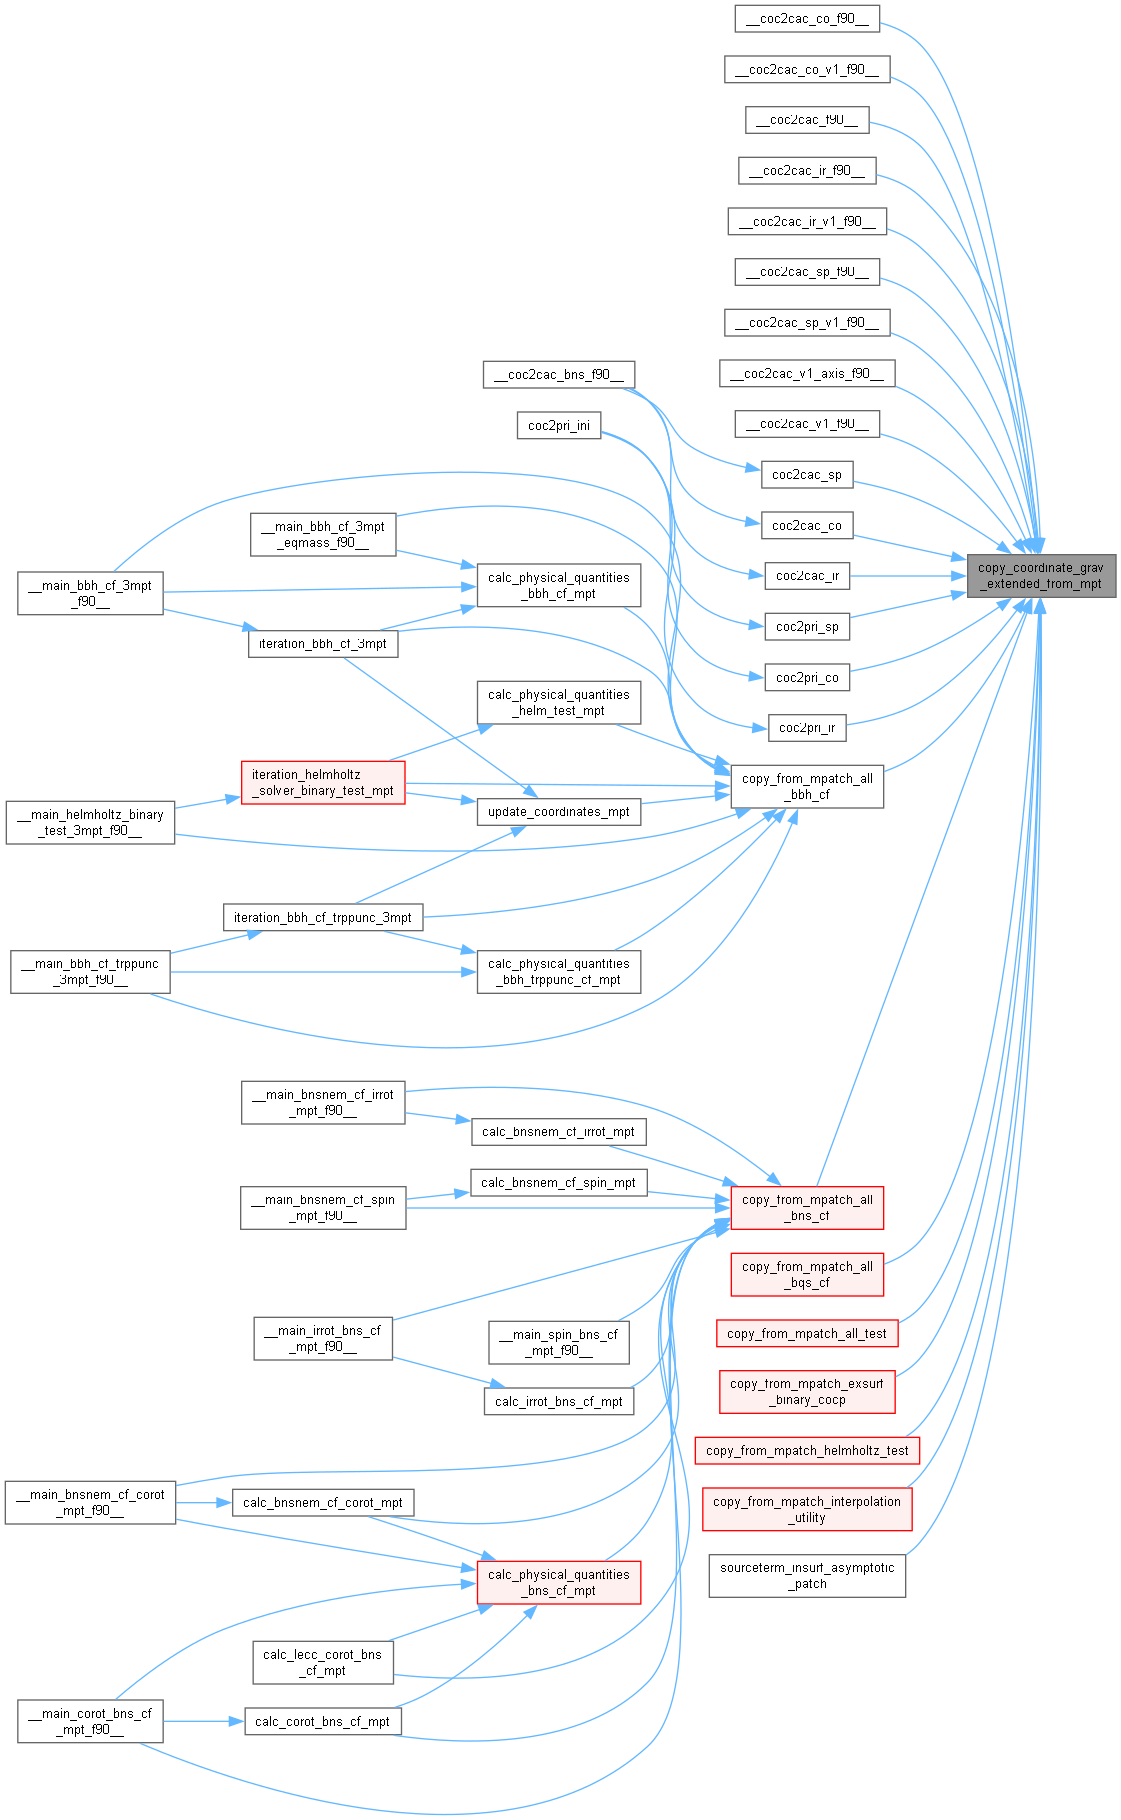 __coc2cac_co_f90__
__coc2cac_co_v1_f90__
__coc2cac_f90__
__coc2cac_ir_f90__
__coc2cac_ir_v1_f90__
__coc2cac_sp_f90__
__coc2cac_sp_v1_f90__
__coc2cac_v1_axis_f90__
__coc2cac_v1_f90__
__coc2cac_bns_f90__
coc2pri_ini
coc2cac_sp
coc2cac_co
coc2cac_ir
coc2pri_sp
coc2pri_co
coc2pri_ir
copy_coordinate_grav
_extended_from_mpt
__main_bbh_cf_3mpt
_eqmass_f90__
__main_bbh_cf_3mpt
_f90__
calc_physical_quantities
_bbh_cf_mpt
iteration_bbh_cf_3mpt
calc_physical_quantities
_helm_test_mpt
iteration_helmholtz
_solver_binary_test_mpt
copy_from_mpatch_all
_bbh_cf
__main_helmholtz_binary
_test_3mpt_f90__
update_coordinates_mpt
iteration_bbh_cf_trppunc_3mpt
__main_bbh_cf_trppunc
_3mpt_f90__
calc_physical_quantities
_bbh_trppunc_cf_mpt
__main_bnsnem_cf_irrot
_mpt_f90__
calc_bnsnem_cf_irrot_mpt
calc_bnsnem_cf_spin_mpt
__main_bnsnem_cf_spin
_mpt_f90__
copy_from_mpatch_all
_bns_cf
copy_from_mpatch_all
_bqs_cf
__main_irrot_bns_cf
_mpt_f90__
__main_spin_bns_cf
_mpt_f90__
copy_from_mpatch_all_test
calc_irrot_bns_cf_mpt
copy_from_mpatch_exsurf
_binary_cocp
copy_from_mpatch_helmholtz_test
__main_bnsnem_cf_corot
_mpt_f90__
calc_bnsnem_cf_corot_mpt
copy_from_mpatch_interpolation
_utility
calc_physical_quantities
_bns_cf_mpt
sourceterm_insurf_asymptotic
_patch
calc_lecc_corot_bns
_cf_mpt
__main_corot_bns_cf
_mpt_f90__
calc_corot_bns_cf_mpt